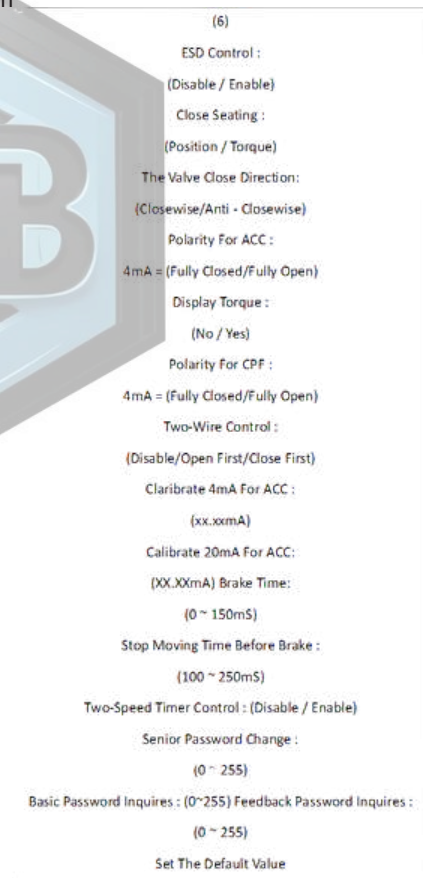 (6)
ESD Control :
(Disable / Enable)
Close Seating :
(Position / Torque)
The Valve Close Direction:
(Closewise/Anti - Closewise)
Polarity For ACC :
4mA = (Fully Closed/Fully Open)
Display Torque :
(No / Yes)
Polarity For CPF :
4mA = (Fully Closed/Fully Open)
Two-Wire Control :
(Disable/Open First/Close First)
Claribrate 4mA For ACC :
(xx.xxmA)
Calibrate 20mA For ACC:
(XX.XXmA) Brake Time:
(0 ~ 150mS)
Stop Moving Time Before Brake :
(100 ~ 250mS)
Two-Speed Timer Control : (Disable / Enable)
Senior Password Change :
(0 ~ 255)
Basic Password Inquires : (0~255) Feedback Password Inquires :
(0 ~ 255)
Set The Default Value